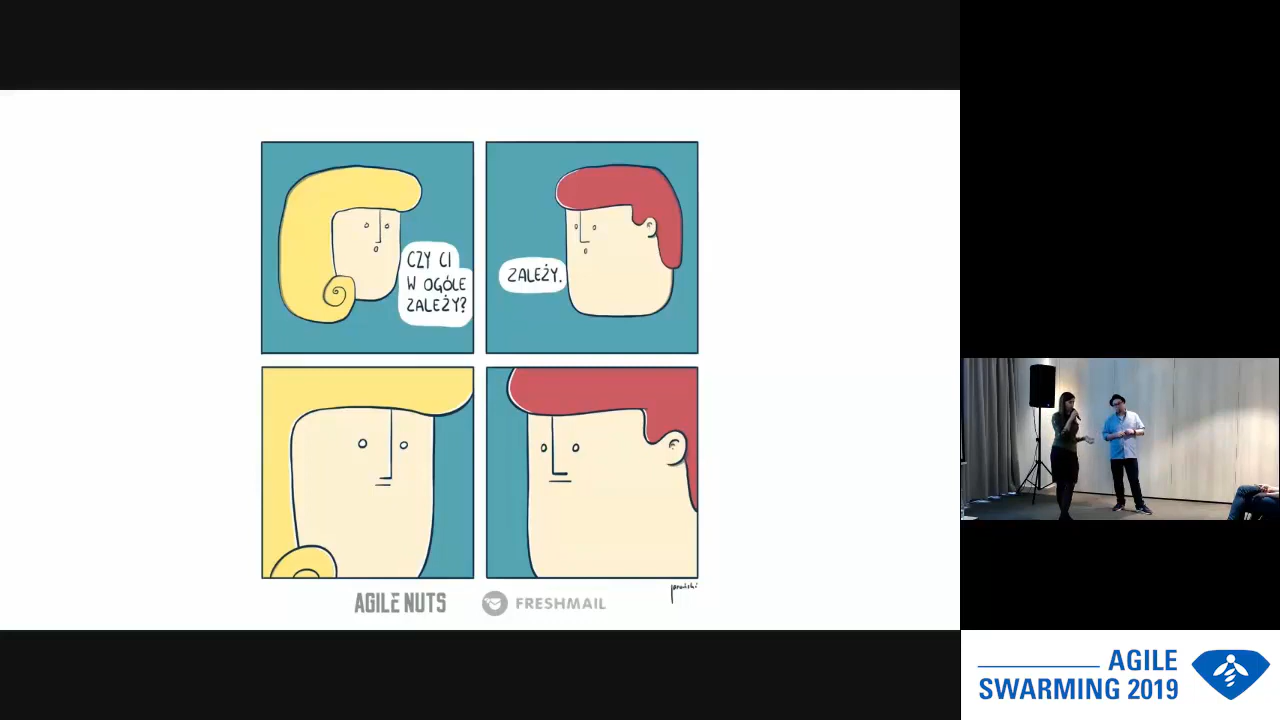 CZY CI
W OGÓLE
ZALEŻY?
ZALEŻY.
AGILE NUTS
FRESHMAIL
AGILE
SWARMING 2019